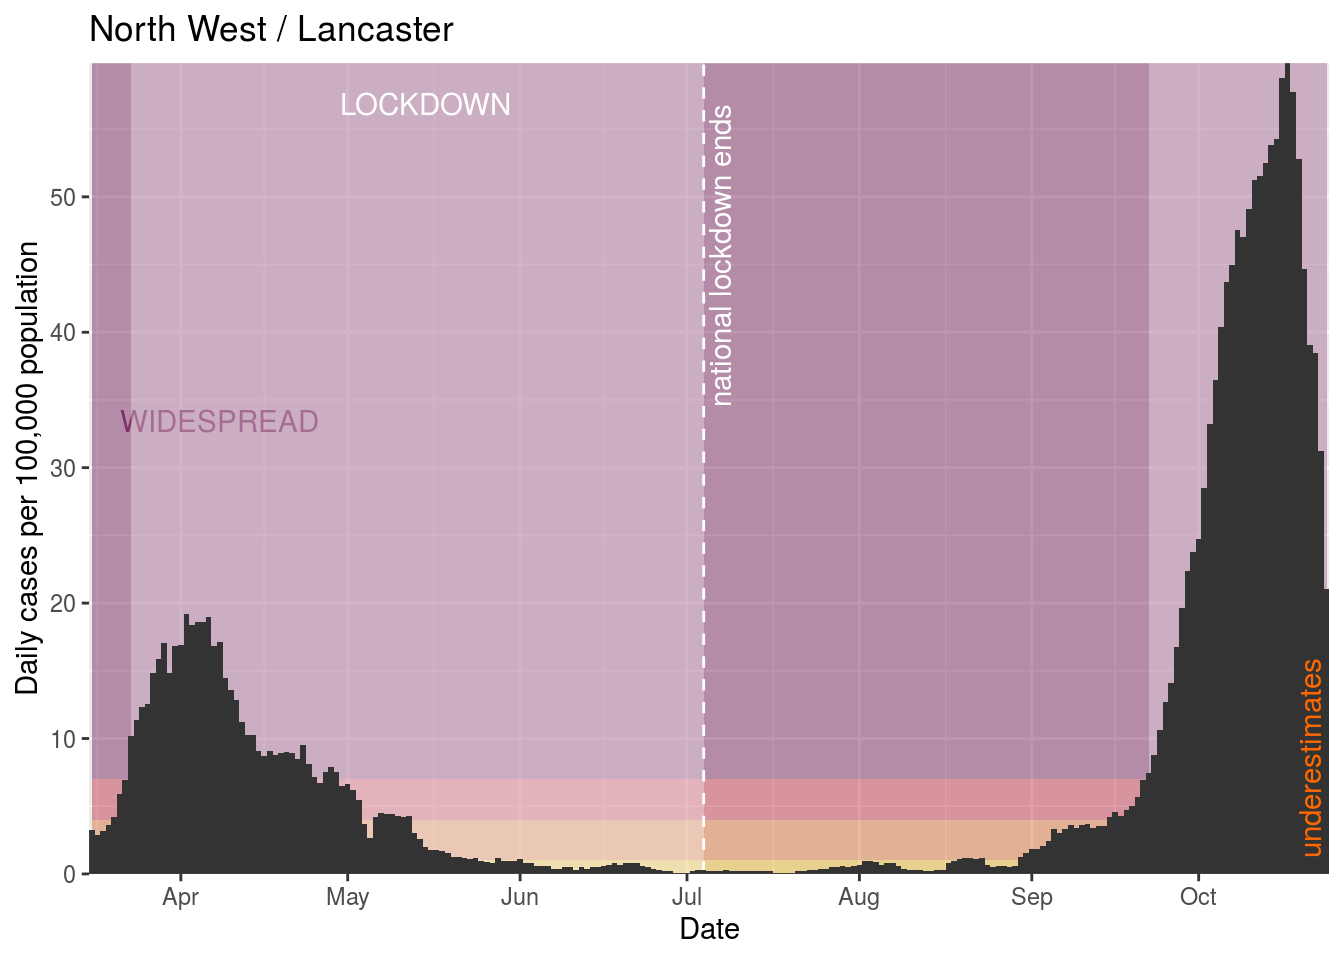 North West / Lancaster
LOCKDOWN
national lockdown ends
WIDESPREAD
underestimates
Daily cases per 100,000 population
50
40
30
20
10
0
Apr
May
Jun
Jul
Aug
Sep
Oct
Date